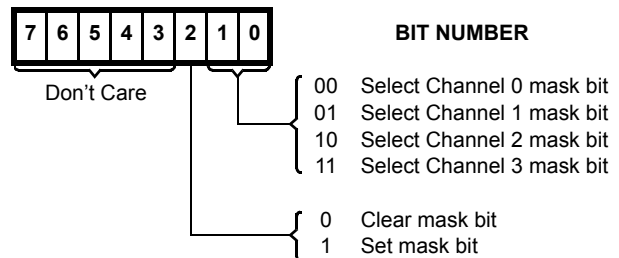 7 6 5 4 3 2 1 0 BIT NUMBER
Don't Care
00 Select Channel 0 mask bit
01 Select Channel 1 mask bit
10 Select Channel 2 mask bit
11 Select Channel 3 mask bit
0 Clear mask bit
1 Set mask bit